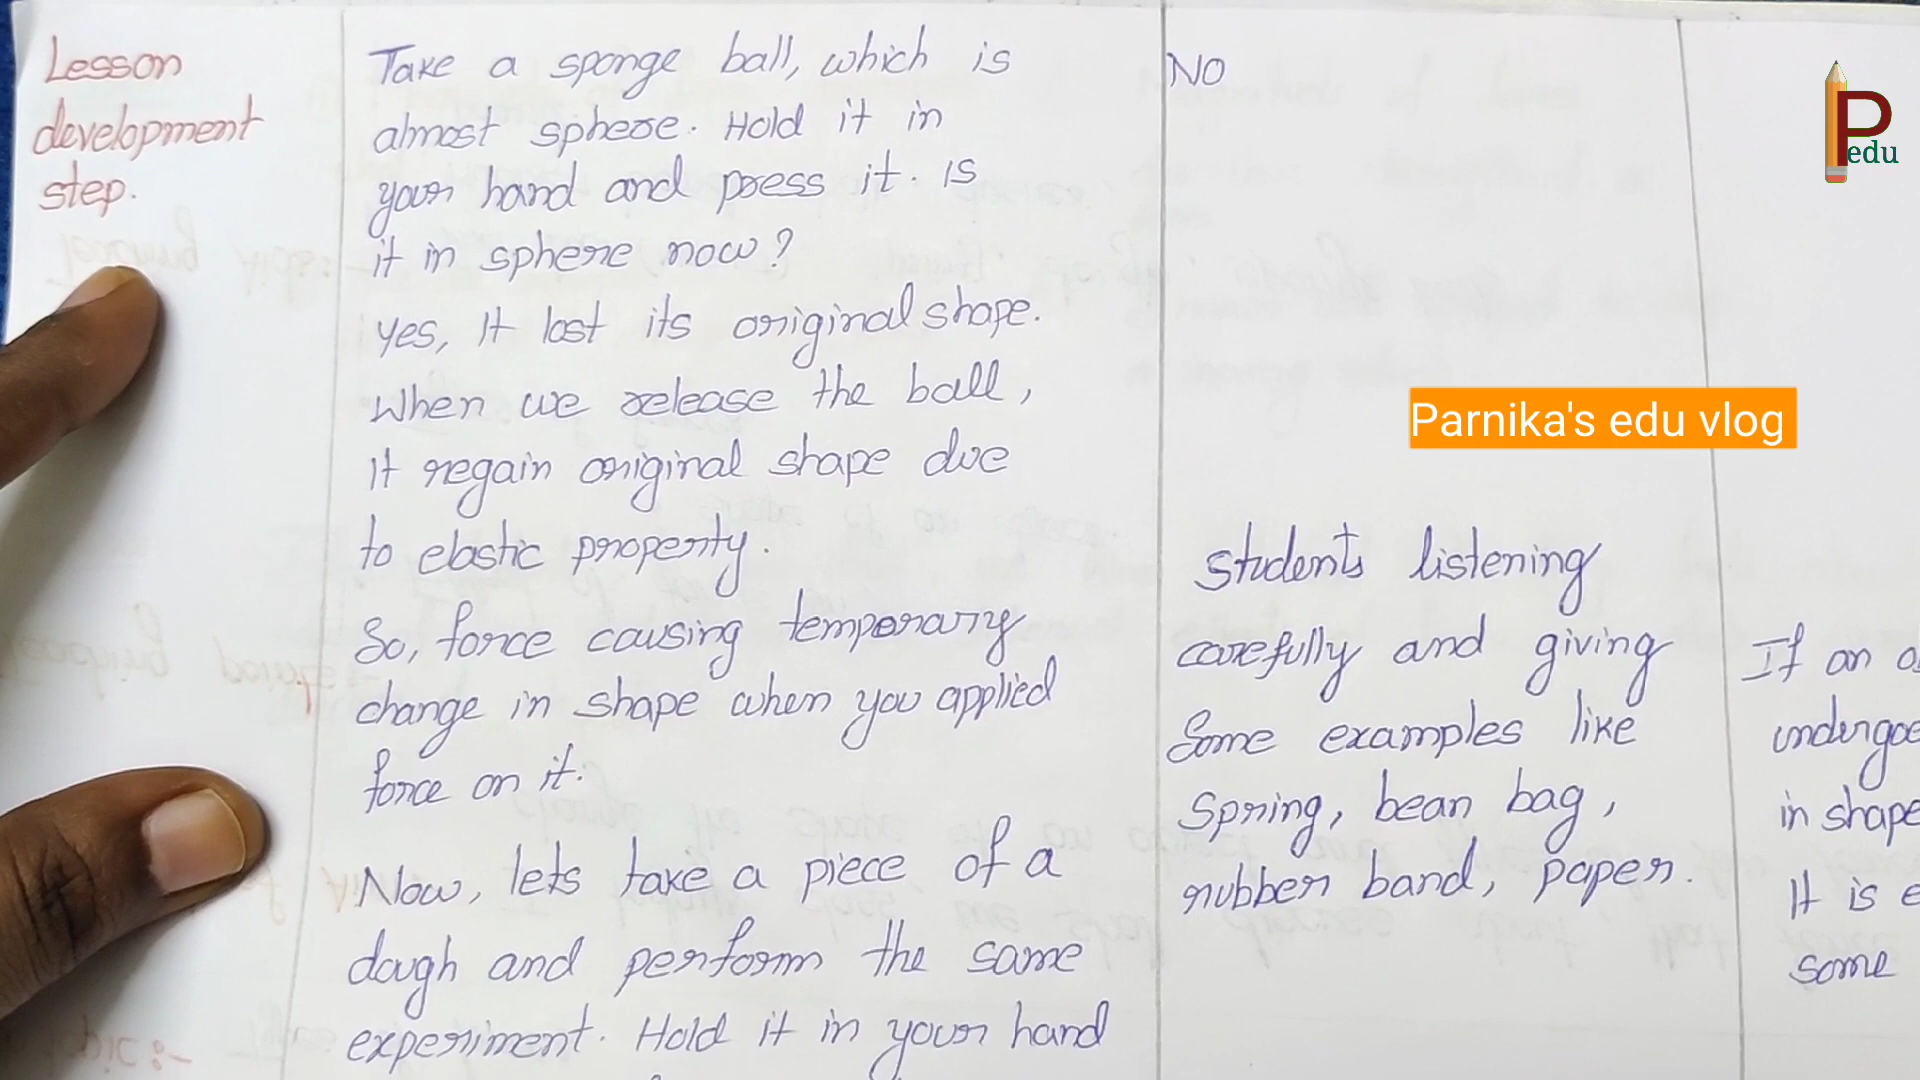 Lesson
development
step.
Take a sponge ball, which is
almost sphere. Hold it in
your hand and press it. Is
it in sphere now?
yes, It lost its original shape.
When we release the ball,
It regain original shape due
to elastic property.
So, force causing temporary
change in shape when you applied
force on it.
Now, lets take a piece of a
dough and perform the same
experiment. Hold it in your hand
NO
Students listening
carefully and giving
Some examples like
Spring, bean bag,
rubber band, paper.
If an
undergoe
in shape
It is
some
P
edu
Parnika's edu vlog